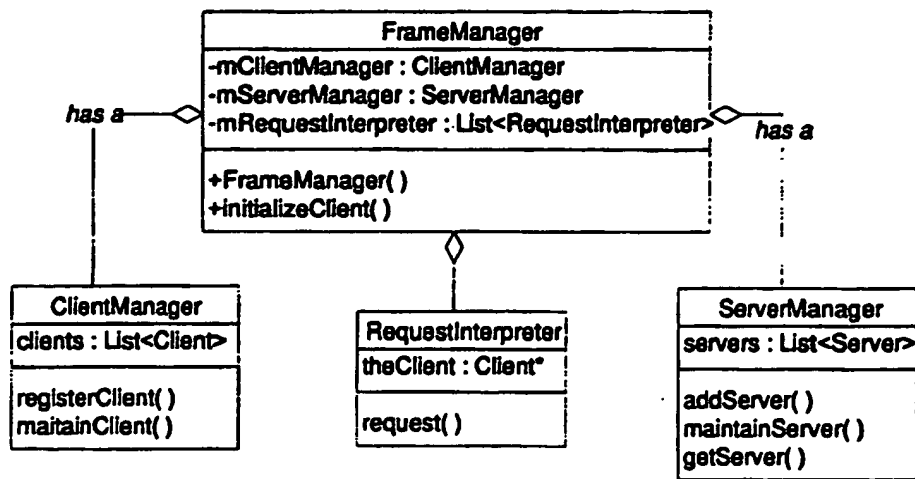 FrameManager
-mClientManager : ClientManager
-mServerManager : ServerManager
-mRequestInterpreter : List<RequestInterpreter>
+FrameManager( )
+initializeClient( )
has a
has a
ClientManager
clients : List<Client>
registerClient( )
maitainClient( )
RequestInterpreter
theClient : Client*
request( )
ServerManager
servers : List<Server>
addServer( )
maintainServer( )
getServer( )